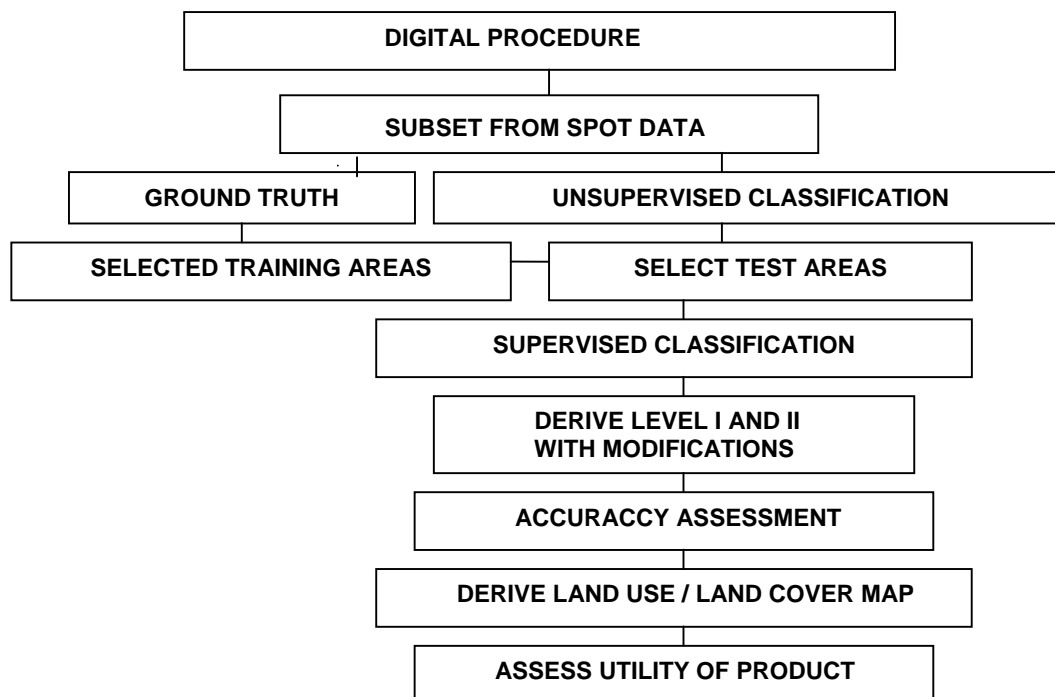 DIGITAL PROCEDURE
SUBSET FROM SPOT DATA
GROUND TRUTH
UNSUPERVISED CLASSIFICATION
SELECTED TRAINING AREAS
SELECT TEST AREAS
SUPERVISED CLASSIFICATION
DERIVE LEVEL I AND II
WITH MODIFICATIONS
ACCURACCY ASSESSMENT
DERIVE LAND USE / LAND COVER MAP
ASSESS UTILITY OF PRODUCT